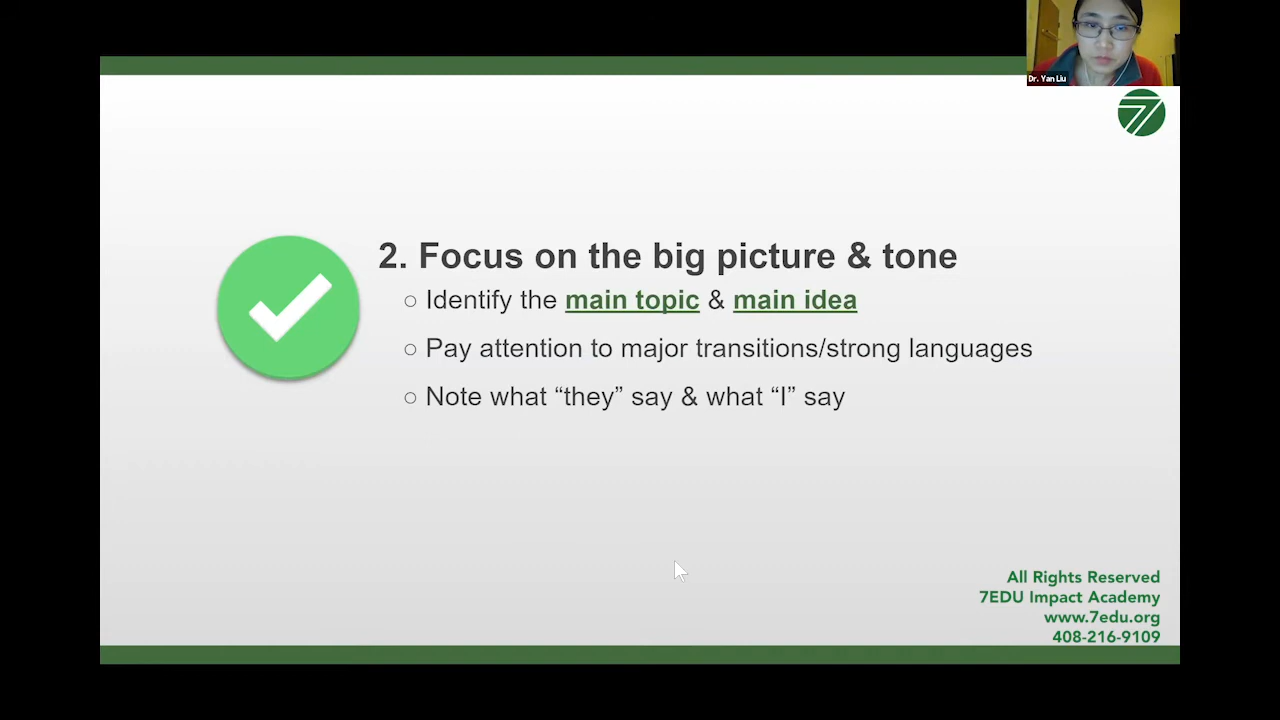 Dr. Yan Liu
2. Focus on the big picture & tone
○ Identify the main topic & main idea
○ Pay attention to major transitions/strong languages
○ Note what “they” say & what “I” say
All Rights Reserved
7EDU Impact Academy
www.7edu.org
408-216-9109